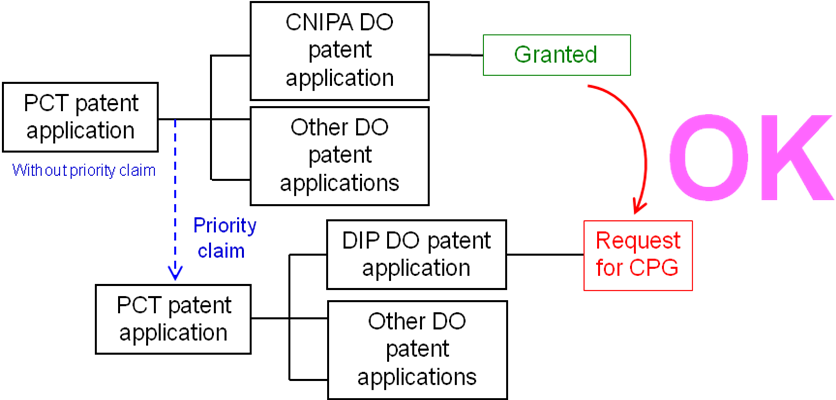 CNIPA DO
patent
application
Granted
PCT patent
application
Without priority claim
Other DO
patent
applications
OK
Priority
claim
DIP DO patent
application
Request
for CPG
PCT patent
application
Other DO
patent
applications